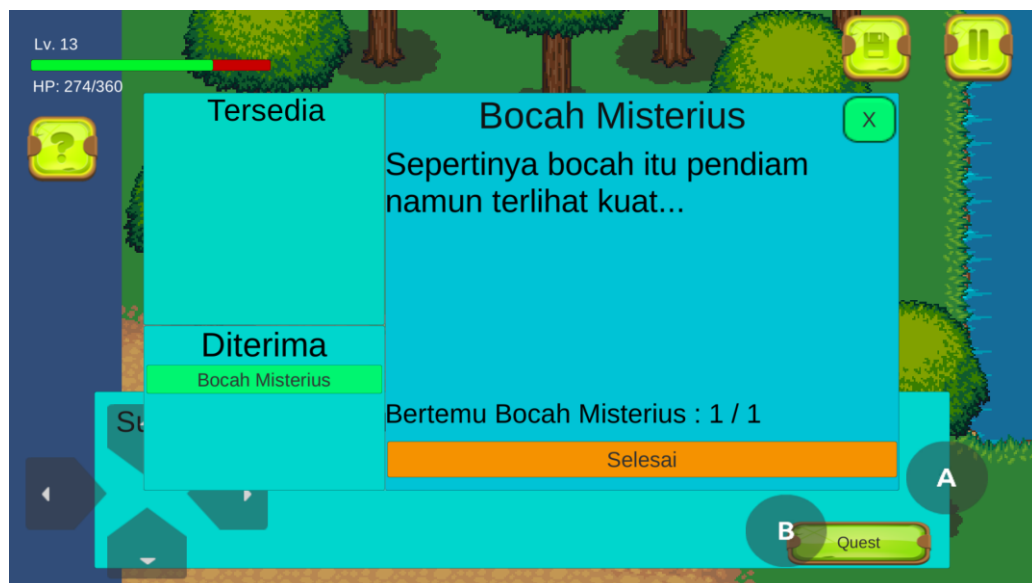 Lv. 13
HP: 274/360
Tersedia
Bocah Misterius
X
Sepertinya bocah itu pendiam
namun terlihat kuat...
Diterima
Bocah Misterius
Bertemu Bocah Misterius : 1 / 1
Selesai
A
B
Quest